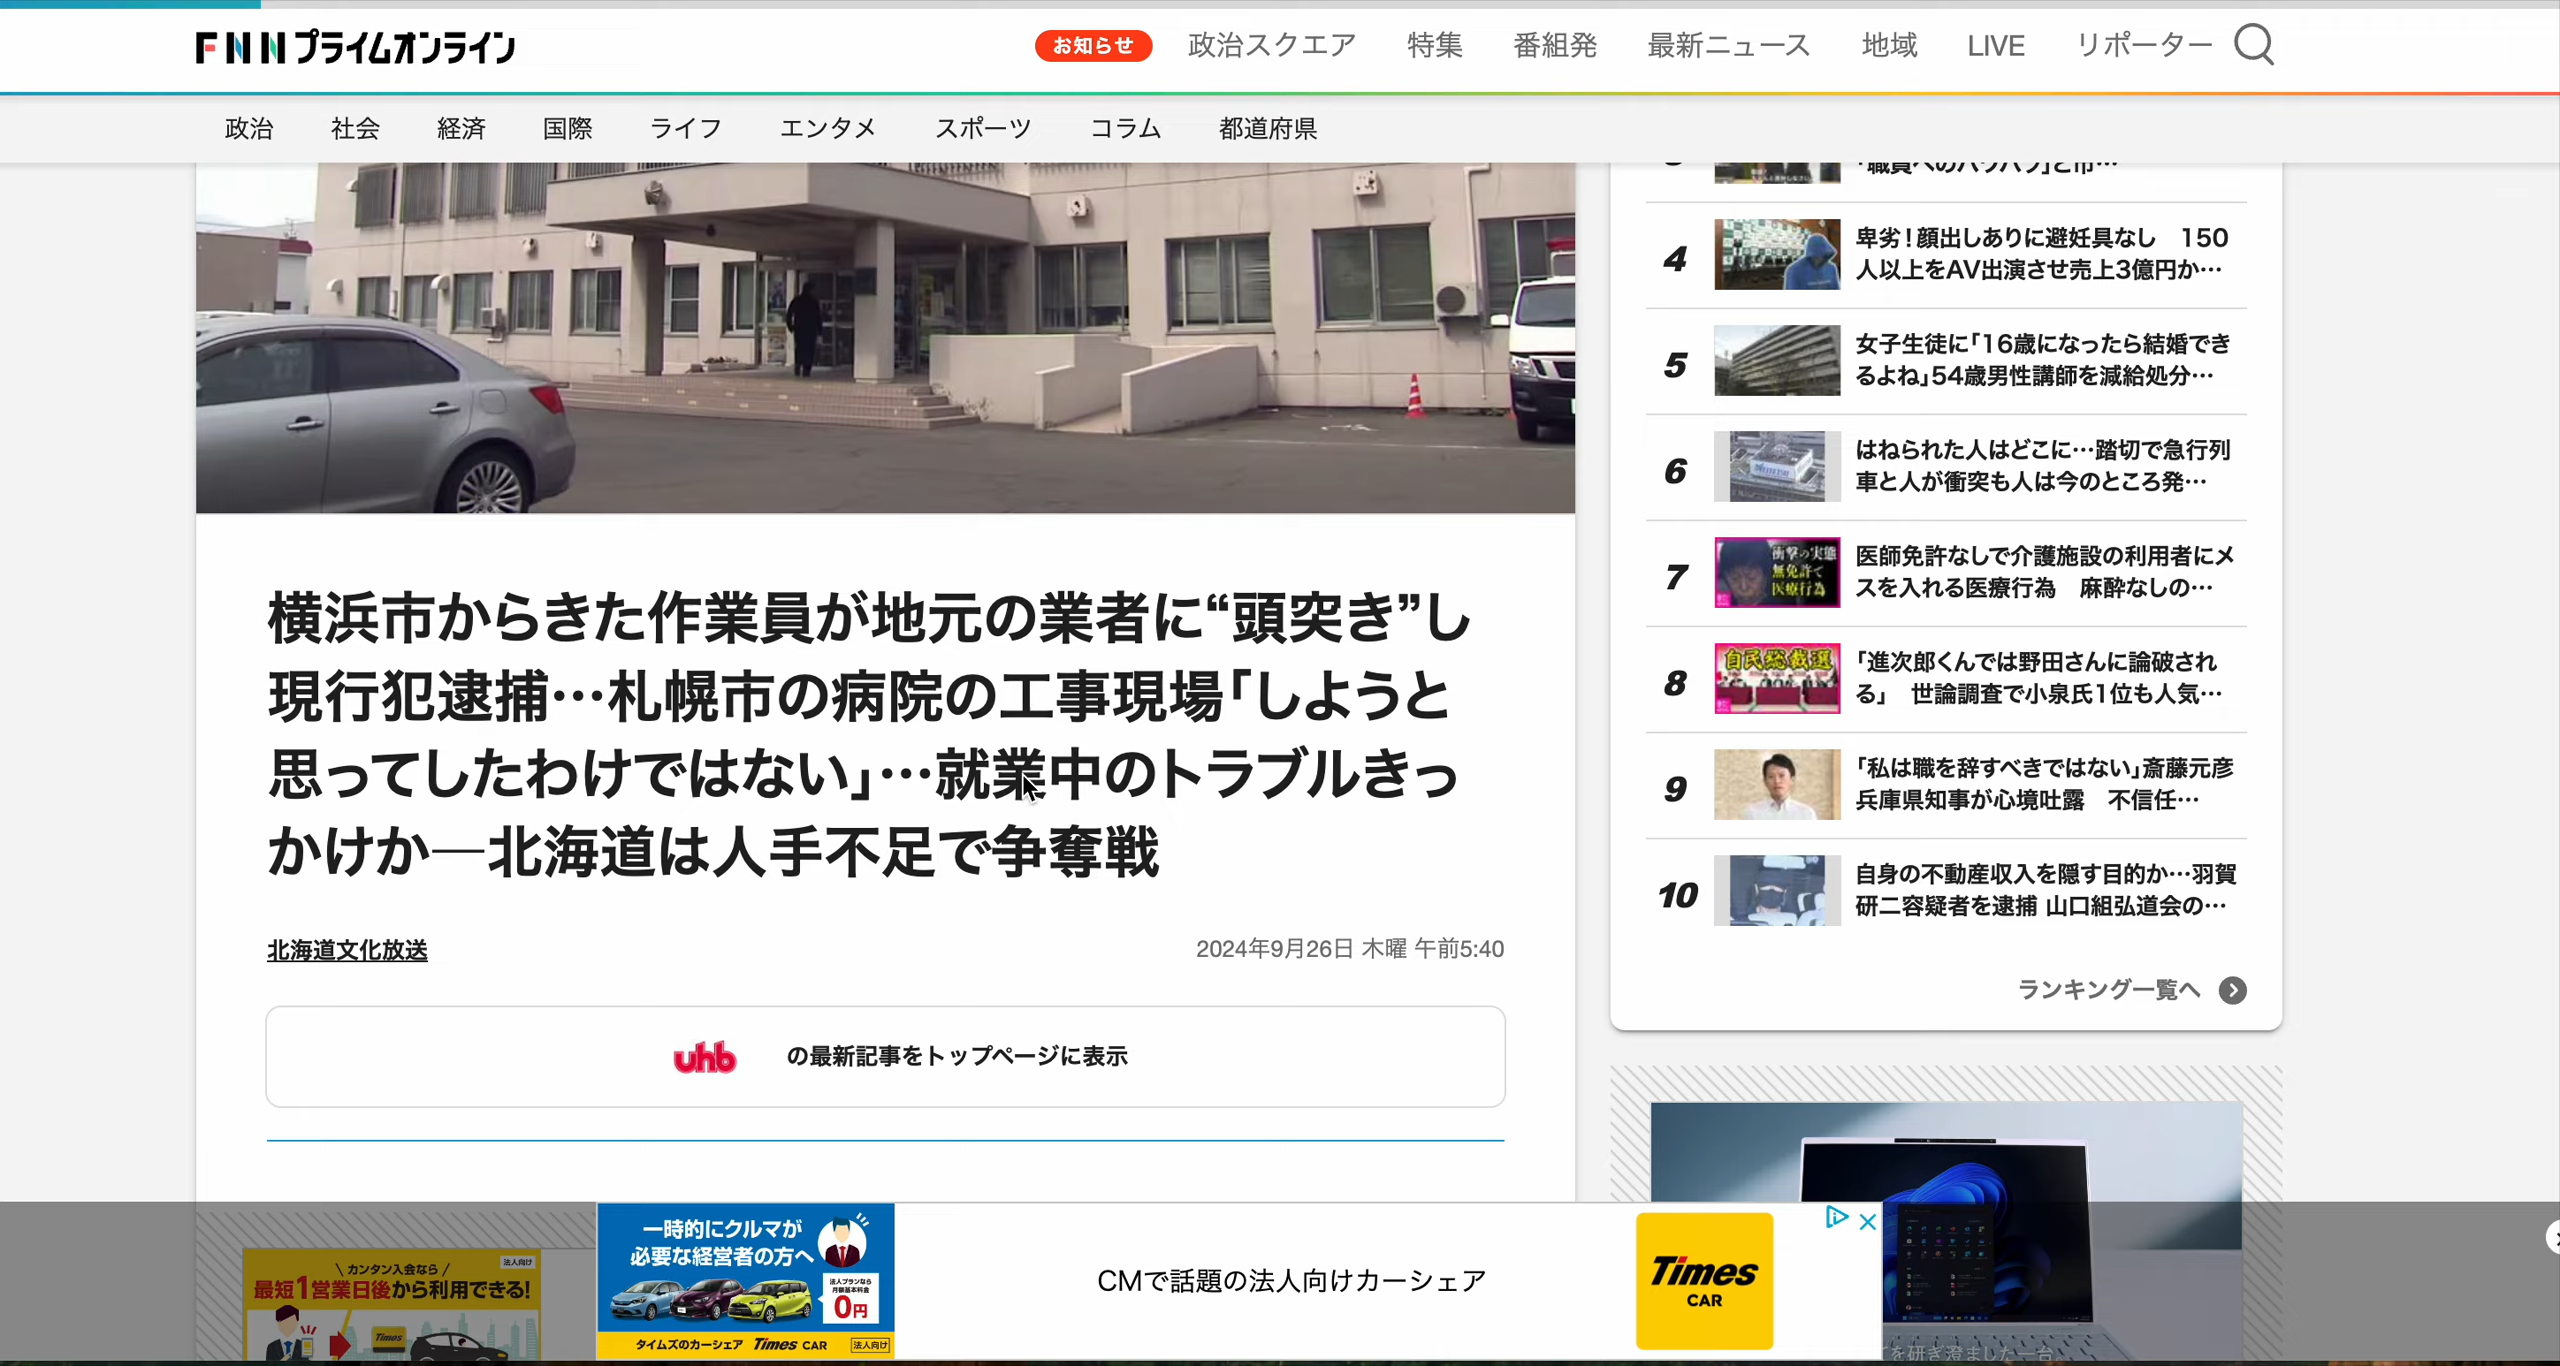 FNNプライムオンライン
お知らせ 政治スクエア 特集 番組発 最新ニュース 地域 LIVE リポーター
政治 社会 経済 国際 ライフ エンタメ スポーツ コラム 都道府県
横浜市からきた作業員が地元の業者に“頭突き”し
現行犯逮捕…札幌市の病院の工事現場「しようと
思ってしたわけではない」…就業中のトラブルきっ
かけか─北海道は人手不足で争奪戦
北海道文化放送
2024年9月26日 木曜 午前5:40
uhb の最新記事をトップページに表示
4
卑劣！顔出しありに避妊具なし　150
人以上をAV出演させ売上3億円か…
5
女子生徒に「16歳になったら結婚でき
るよね」54歳男性講師を減給処分…
6
はねられた人はどこに…踏切で急行列
車と人が衝突も人は今のところ発…
7
衝撃の実態
無免許で
医療行為
医師免許なしで介護施設の利用者にメ
スを入れる医療行為　麻酔なしの…
8
自民総裁選
「進次郎くんでは野田さんに論破され
る」　世論調査で小泉氏1位も人気…
9
「私は職を辞すべきではない」斎藤元彦
兵庫県知事が心境吐露　不信任…
10
自身の不動産収入を隠す目的か…羽賀
研二容疑者を逮捕 山口組弘道会の…
ランキング一覧へ
カンタン入会なら
法人向け
最短1営業日後から利用できる!
Times
一時的にクルマが
必要な経営者の方へ
法人プランなら
月額基本料金
0円
タイムズのカーシェア Times CAR 法人向け
CMで話題の法人向けカーシェア
Times
CAR
を研ぎ澄ました一台